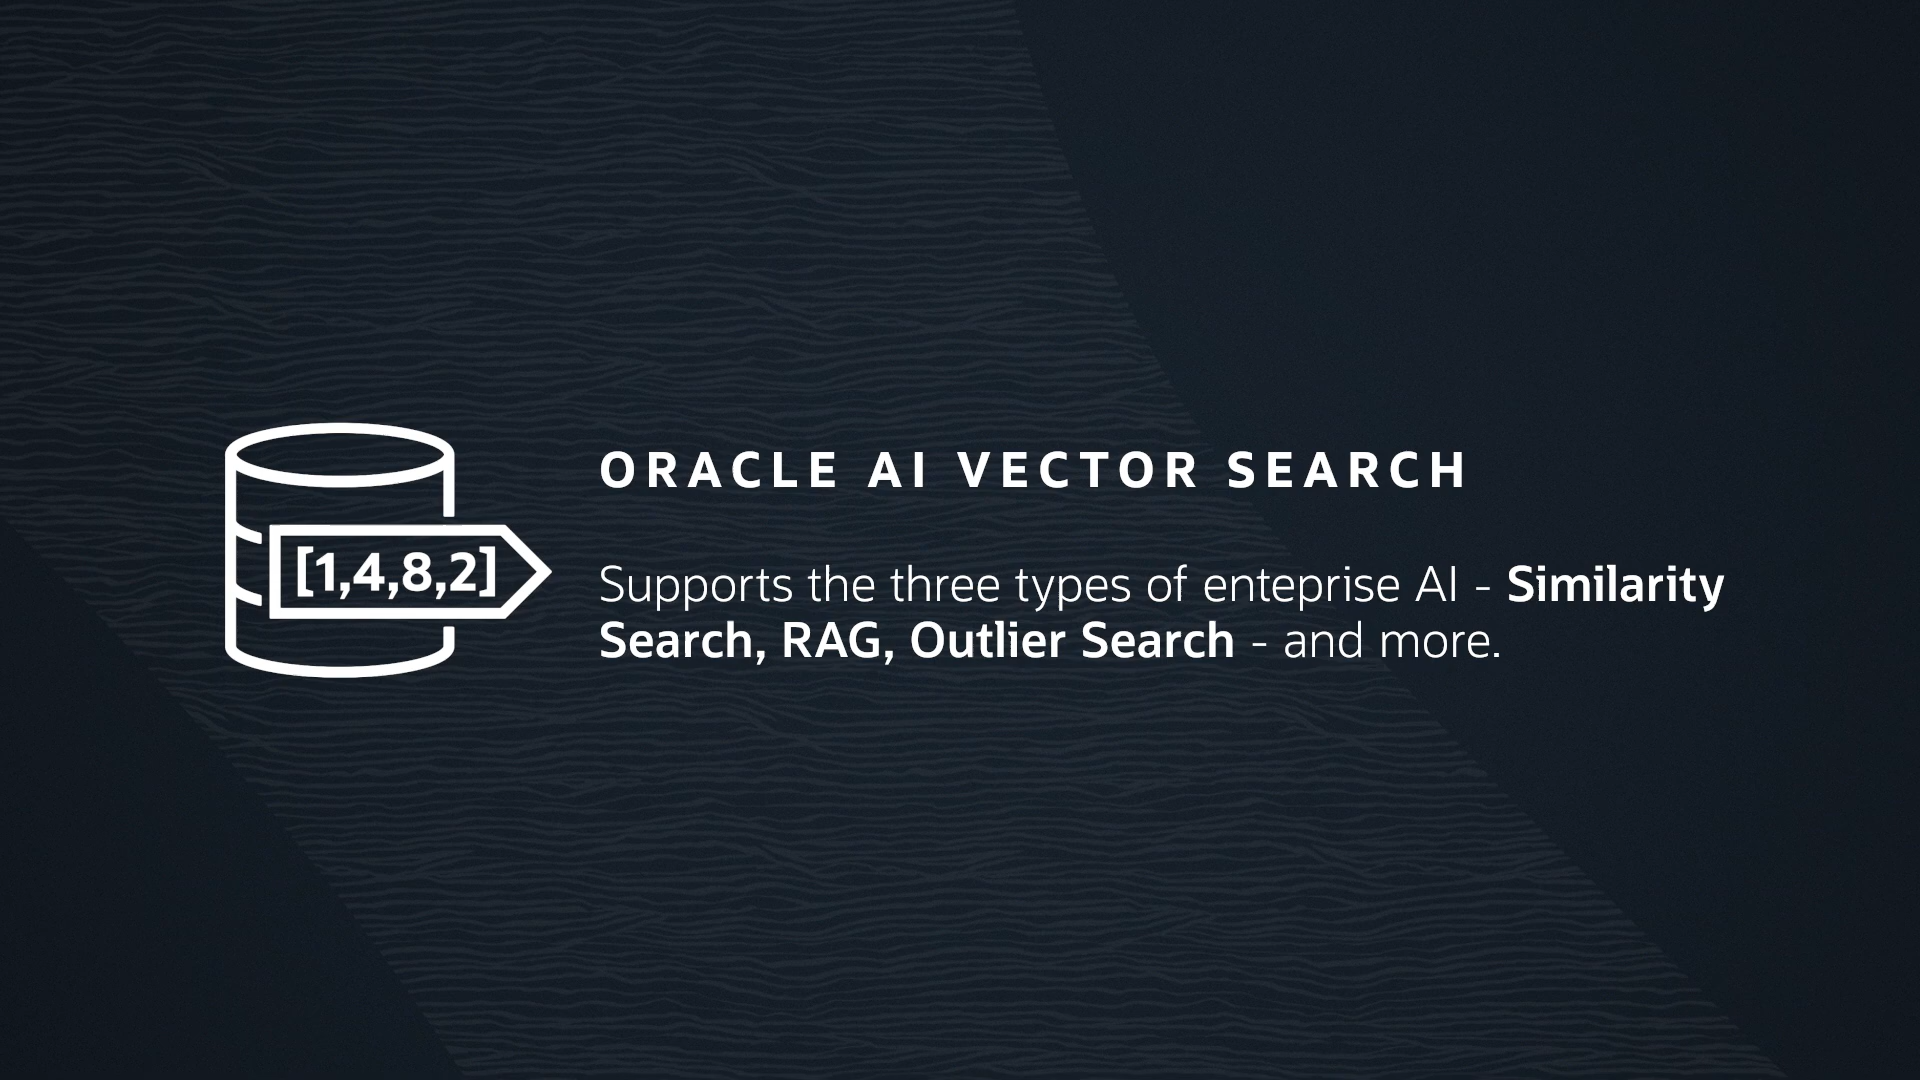 ORACLE AI VECTOR SEARCH
[1,4,8,2]
Supports the three types of enteprise AI - Similarity
Search, RAG, Outlier Search - and more.